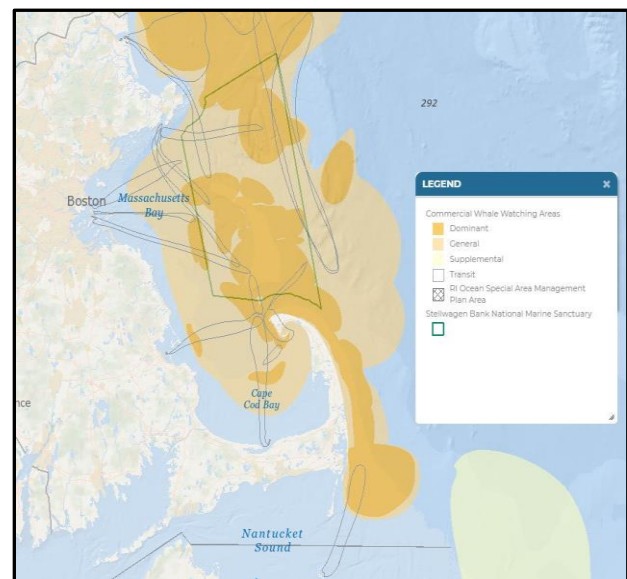 292
Boston
Massachusetts
Bay
LEGEND
Commercial Whale Watching Areas
Dominant
General
Supplemental
Transit
RI Ocean Special Area Management
Plan Area
Stellwagen Bank National Marine Sanctuary
Cape
Cod Bay
nce
Nantucket
Sound